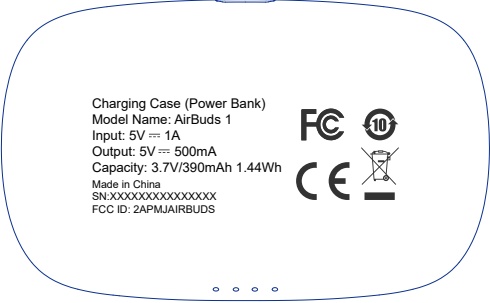 Charging Case (Power Bank)
Model Name: AirBuds 1
Input: 5V ⎓ 1A
Output: 5V ⎓ 500mA
Capacity: 3.7V/390mAh 1.44Wh
Made in China
SN:XXXXXXXXXXXXXXX
FCC ID: 2APMJAIRBUDS
FC
10
CE